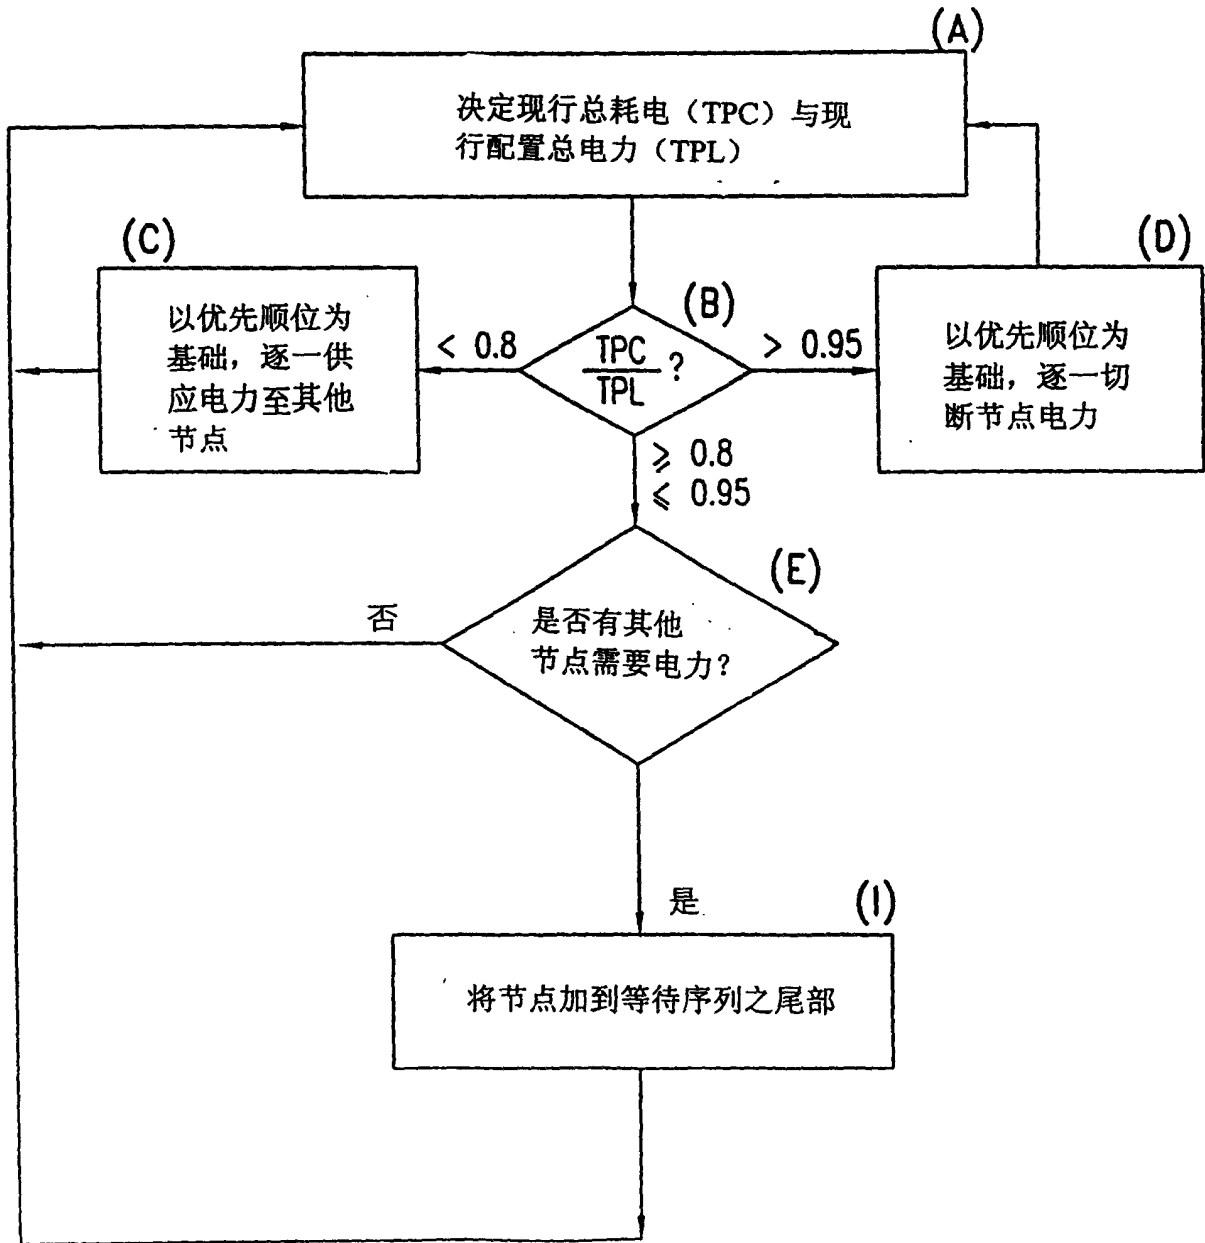 (A)
决定现行总耗电（TPC）与现
行配置总电力（TPL）
(C)
以优先顺位为
基础，逐一供
应电力至其他
节点
(B)
< 0.8
TPC
TPL
?
> 0.95
(D)
以优先顺位为
基础，逐一切
断节点电力
⩾ 0.8
⩽ 0.95
(E)
否
是否有其他
节点需要电力？
是
(I)
将节点加到等待序列之尾部